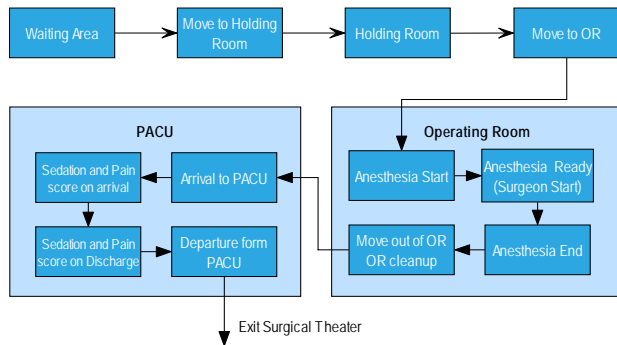 Waiting Area
Move to Holding
Room
Holding Room
Move to OR
PACU
Sedation and Pain
score on arrival
Arrival to PACU
Sedation and Pain
score on Discharge
Departure form
PACU
Operating Room
Anesthesia Start
Anesthesia Ready
(Surgeon Start)
Move out of OR
OR cleanup
Anesthesia End
Exit Surgical Theater